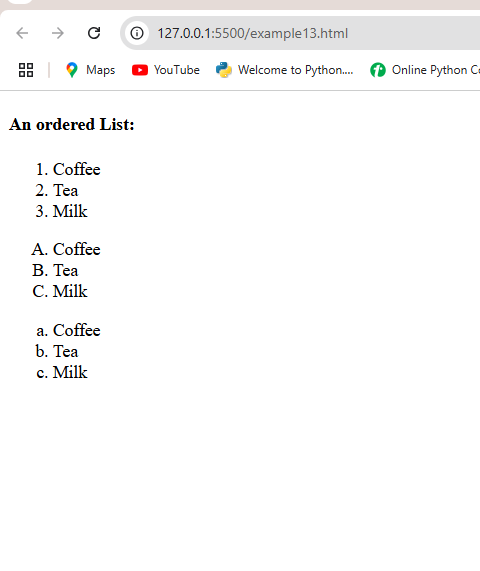 127.0.0.1:5500/example13.html
Maps YouTube Welcome to Python.... Online Python
An ordered List:
1. Coffee
2. Tea
3. Milk
A. Coffee
B. Tea
C. Milk
a. Coffee
b. Tea
c. Milk